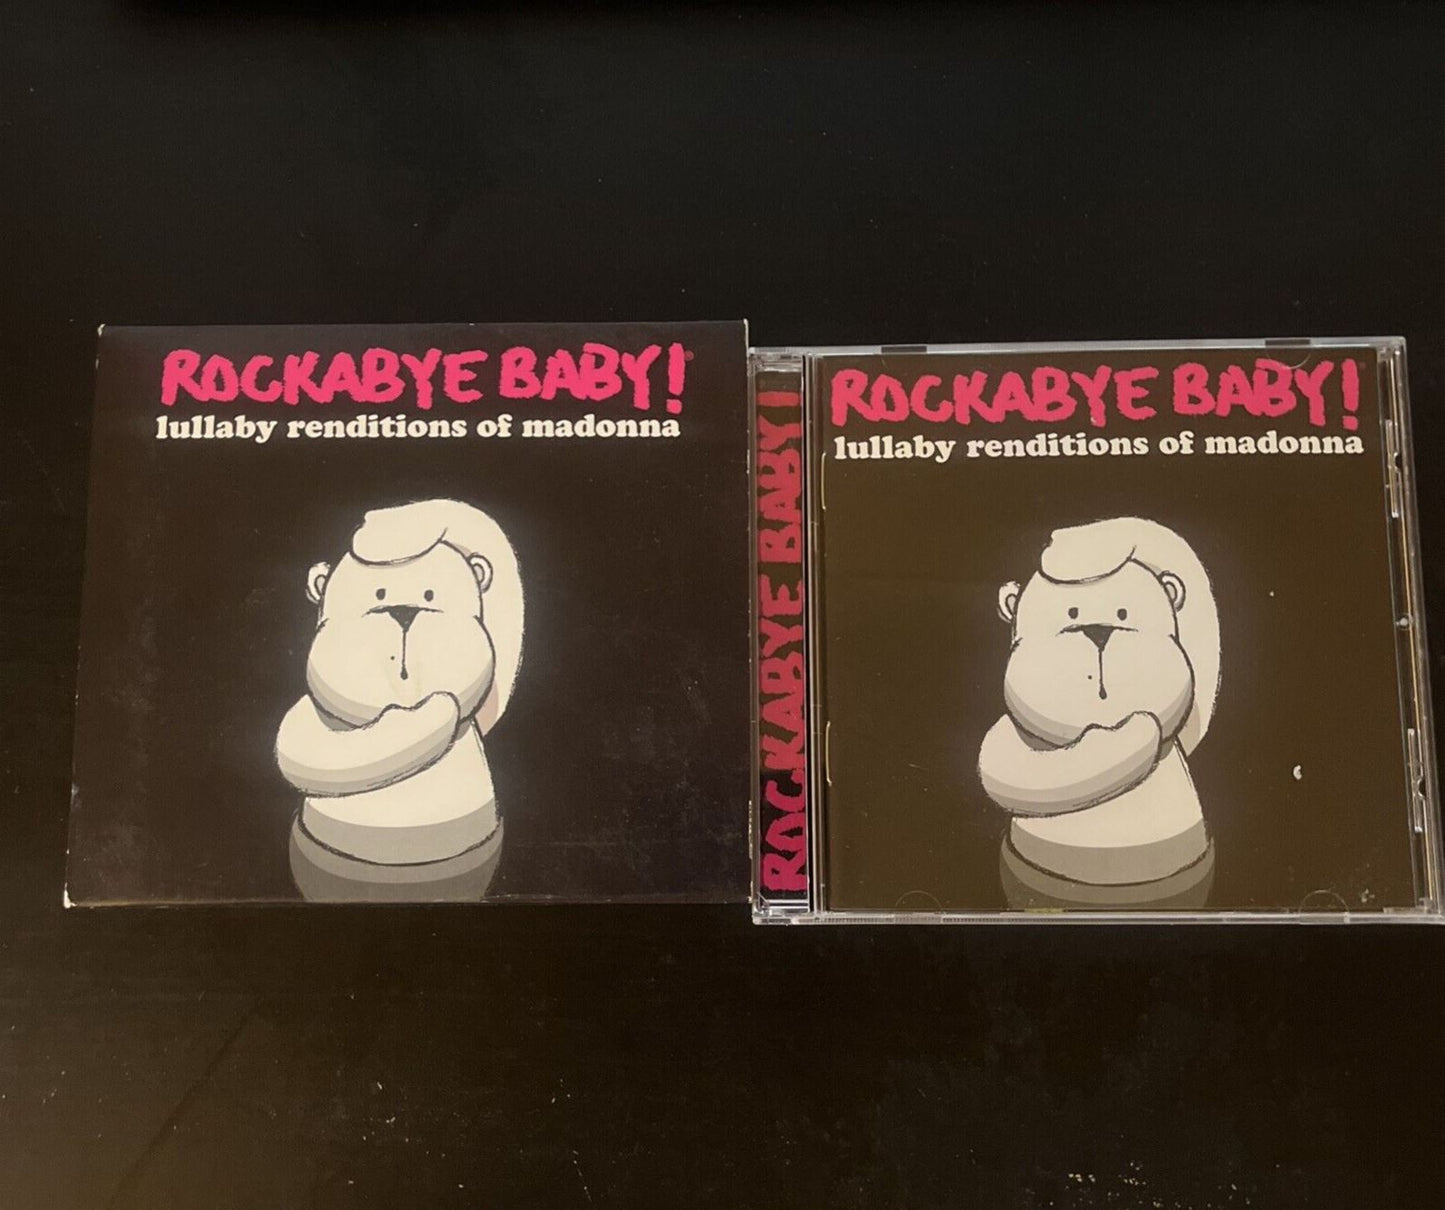 ROCKABYE BABY!®
lullaby renditions of madonna
ROCKABYE BABY!
ROCKABYE BABY!
lullaby renditions of madonna